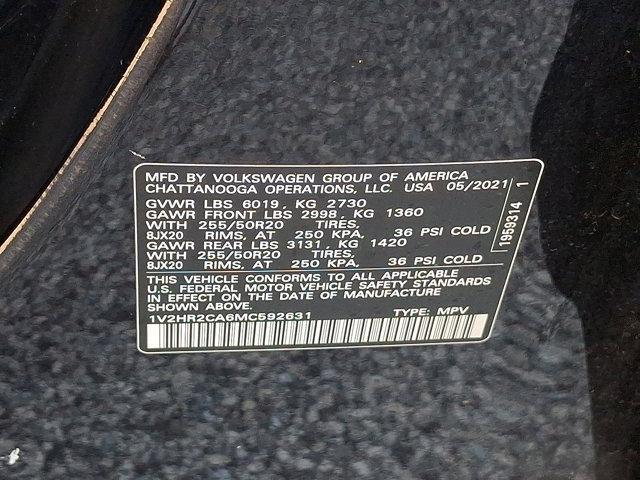 MFD BY VOLKSWAGEN GROUP OF AMERICA
CHATTANOOGA OPERATIONS, LLC. USA 05/2021
GVWR LBS 6019, KG 2730
GAWR FRONT LBS 2998, KG 1360
WITH 255/50R20 TIRES,
8JX20 RIMS, AT 250 KPA, 36 PSI COLD
GAWR REAR LBS 3131, KG 1420
WITH 255/50R20 TIRES,
8JX20 RIMS, AT 250 KPA, 36 PSI COLD
THIS VEHICLE CONFORMS TO ALL APPLICABLE
U.S. FEDERAL MOTOR VEHICLE SAFETY STANDARDS
IN EFFECT ON THE DATE OF MANUFACTURE
SHOWN ABOVE.
1V2HR2CA6MC592631 TYPE: MPV
1959314 1